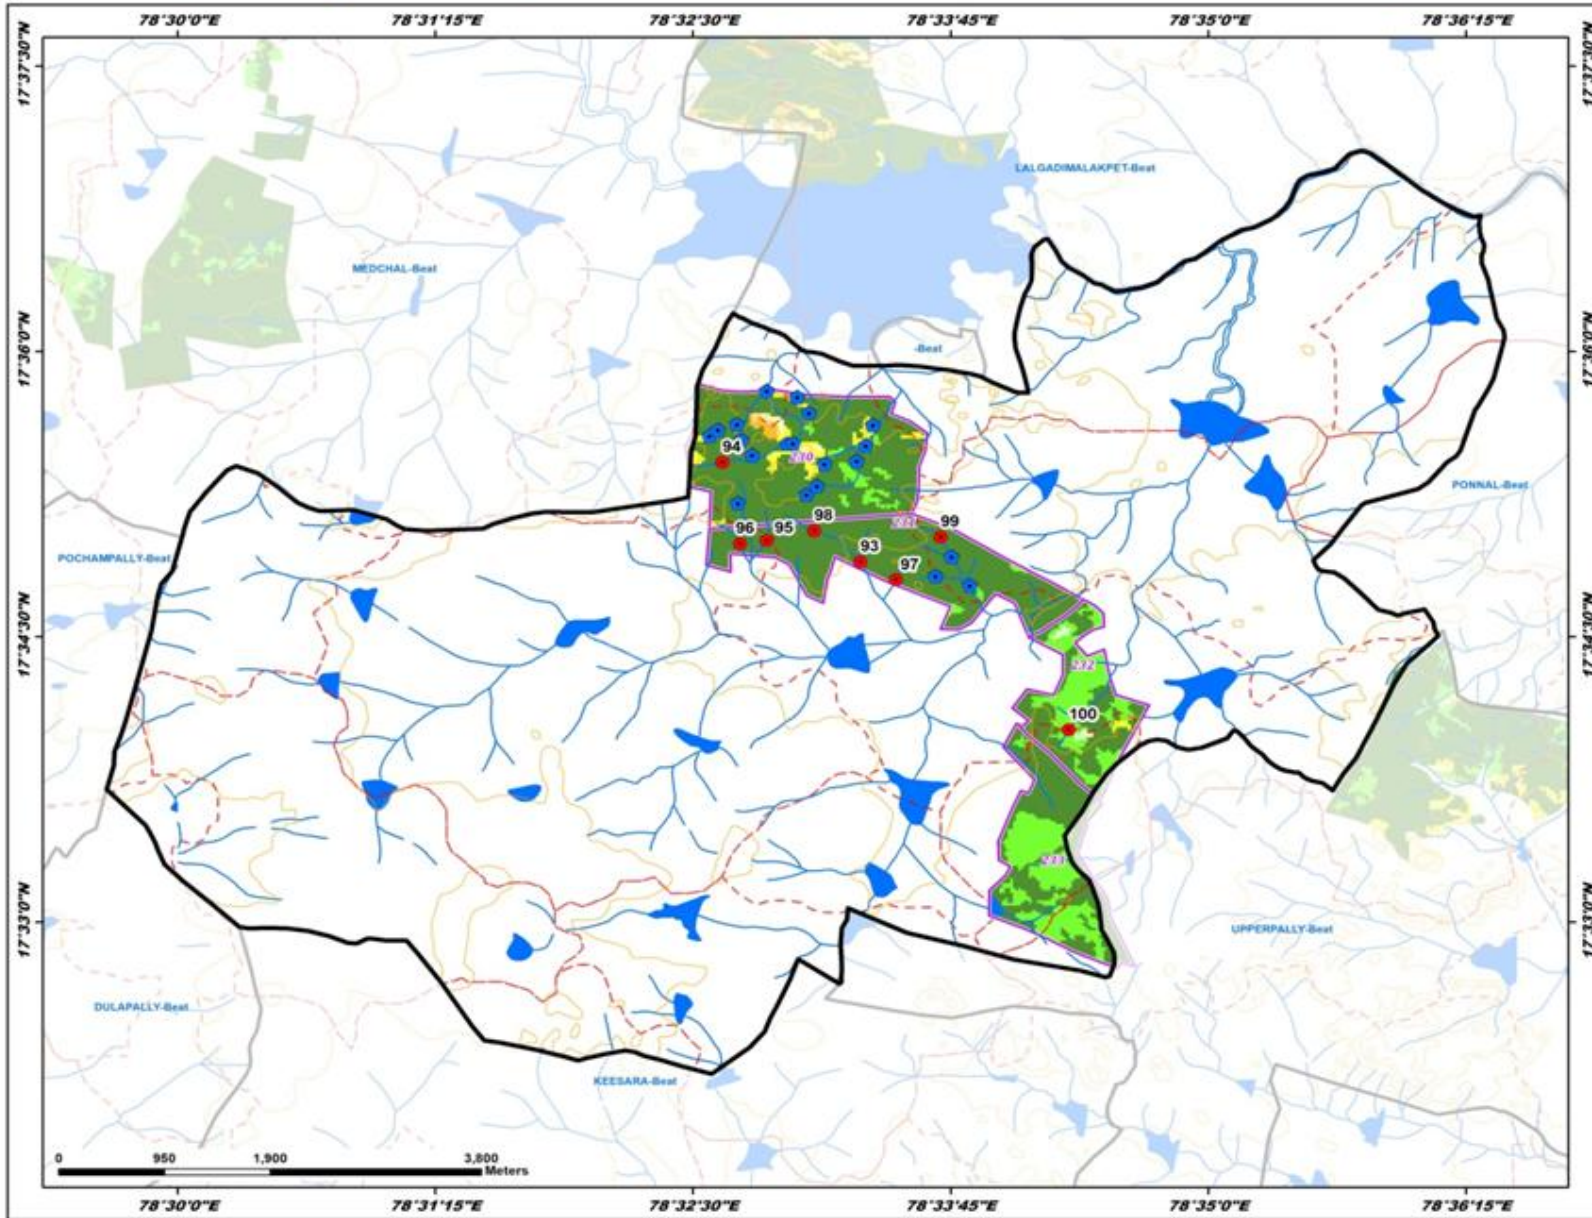 78°30'0"E 78°31'15"E 78°32'30"E 78°33'45"E 78°35'0"E 78°36'15"E
17°37'30"N
17°37'30"N
LALGADIMALAKPET-Beat
MEDCHAL-Beat
17°36'0"N
-Beat
17°36'0"N
94
230
PONNAL-Beat
98
99
231
96
95
POCHAMPALLY-Beat
93
97
17°34'30"N
17°34'30"N
232
100
233
17°33'0"N
UPPERPALLY-Beat
17°33'0"N
DULAPALLY-Beat
KEESARA-Beat
0 950 1,900 3,800
Meters
78°30'0"E 78°31'15"E 78°32'30"E 78°33'45"E 78°35'0"E 78°36'15"E